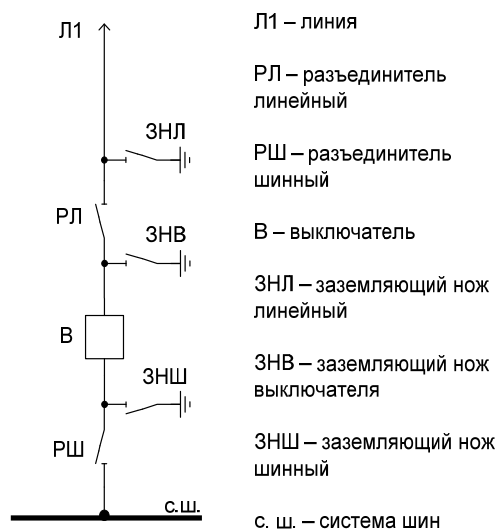 Л1
ЗНЛ
РЛ
ЗНВ
В
ЗНШ
РШ
с.ш.
Л1 – линия
РЛ – разъединитель
линейный
РШ – разъединитель
шинный
В – выключатель
ЗНЛ – заземляющий нож
линейный
ЗНВ – заземляющий нож
выключателя
ЗНШ – заземляющий нож
шинный
с. ш. – система шин